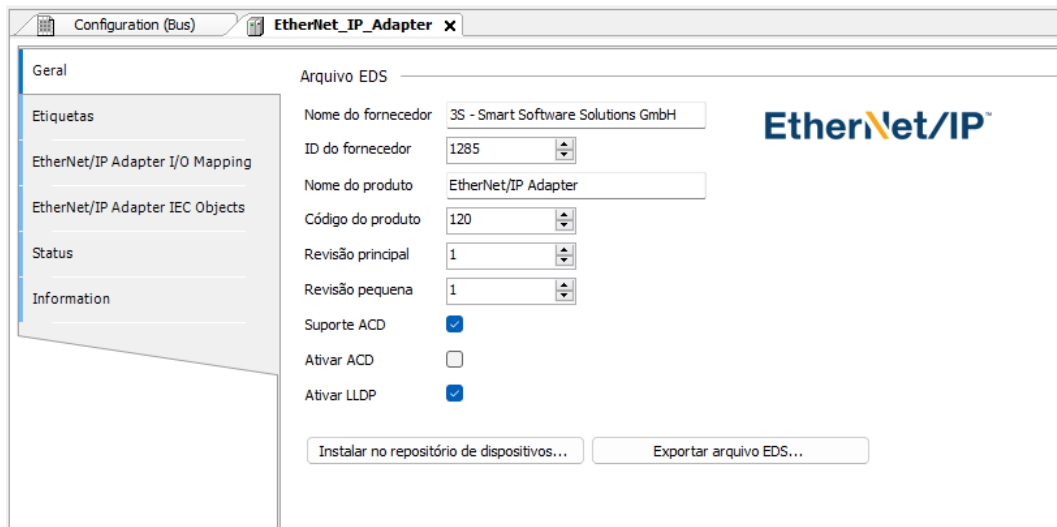 Configuration (Bus)
EtherNet_IP_Adapter
Geral
Etiquetas
EtherNet/IP Adapter I/O Mapping
EtherNet/IP Adapter IEC Objects
Status
Information
Arquivo EDS
Nome do fornecedor 3S - Smart Software Solutions GmbH
ID do fornecedor 1285
Nome do produto EtherNet/IP Adapter
Código do produto 120
Revisão principal 1
Revisão pequena 1
Suporte ACD
Ativar ACD
Ativar LLDP
EtherNet/IP™
Instalar no repositório de dispositivos... Exportar arquivo EDS...